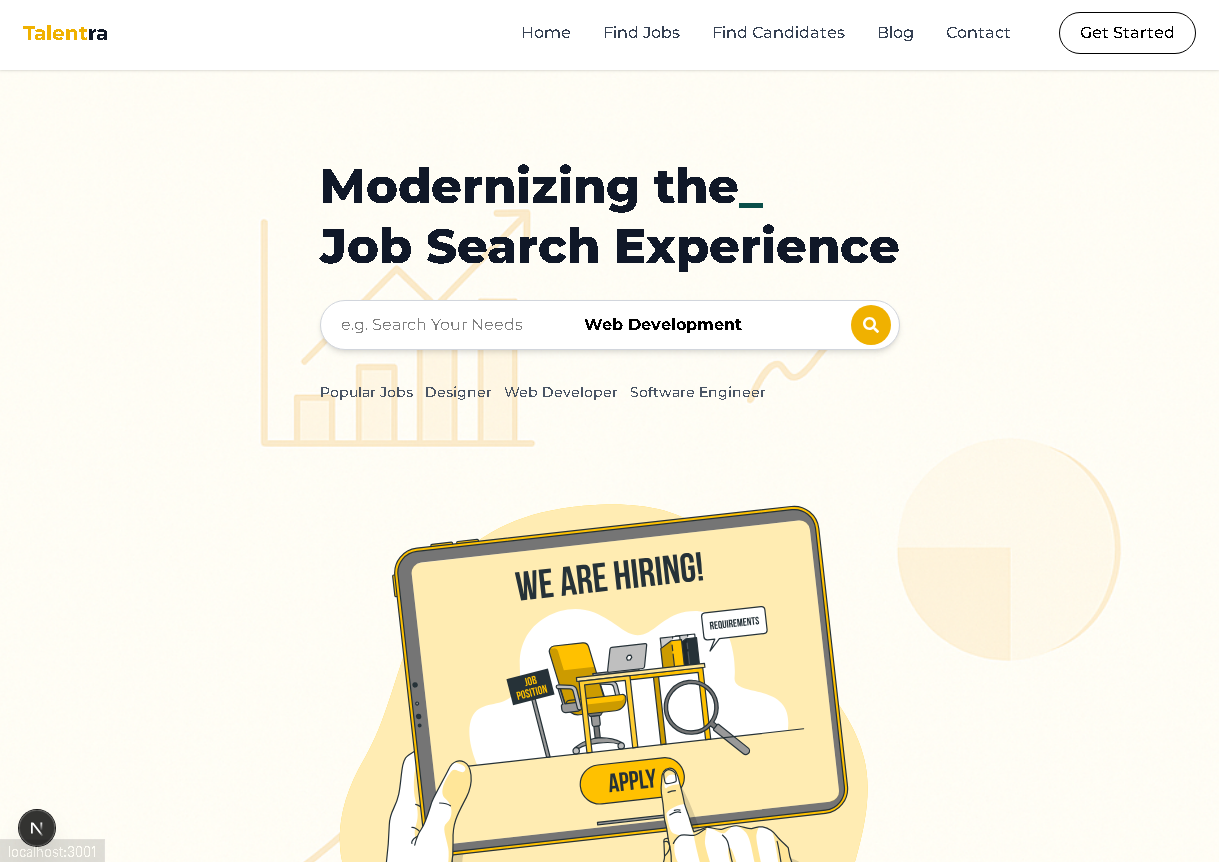 Talentra Home Find Jobs Find Candidates Blog Contact Get Started
Modernizing the_
Job Search Experience
e.g. Search Your Needs Web Development
Popular Jobs Designer Web Developer Software Engineer
WE ARE HIRING!
REQUIREMENTS
JOB
POSITION
APPLY
N
localhost:3001